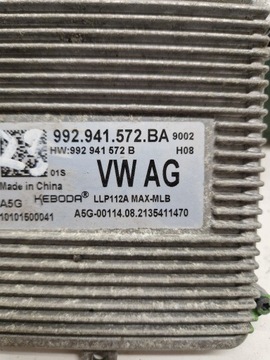 992.941.572.BA 9002
HW:992 941 572 B H08
01S
VW AG
Made in China
A5G KEBODA® LLP112A MAX-MLB
10101500041 A5G-00114.08.2135411470